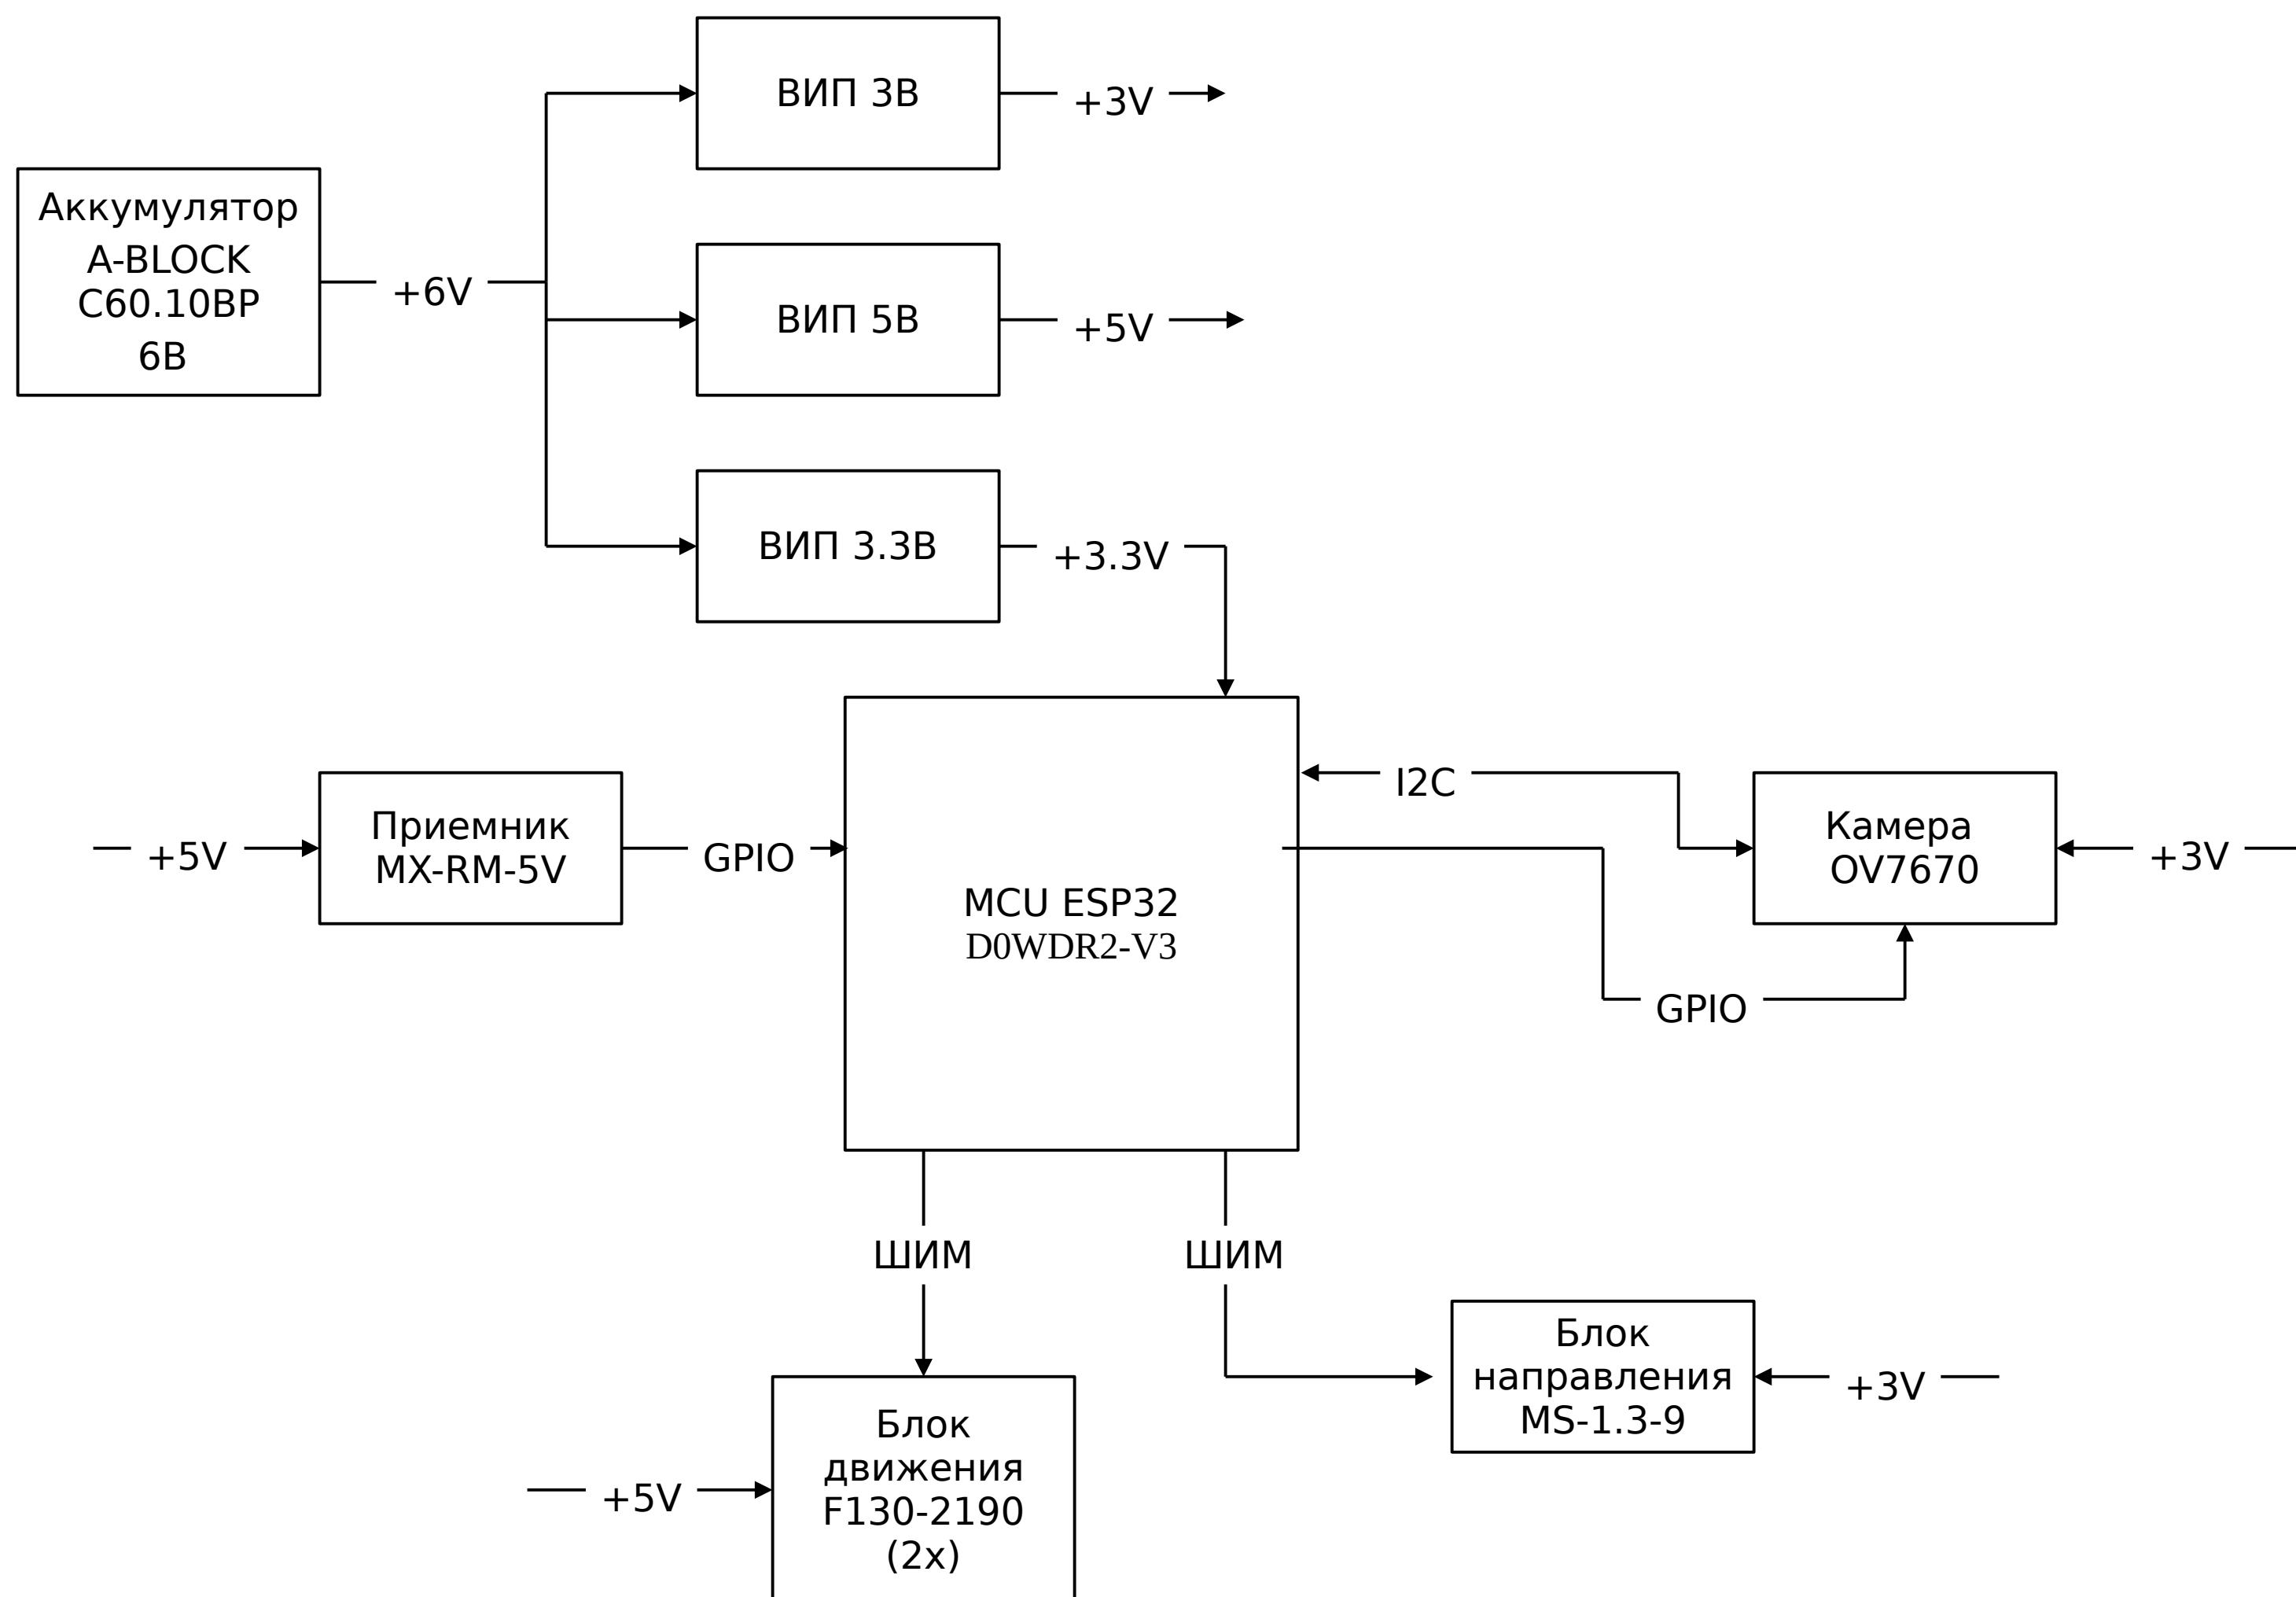 ВИП 3В
+3V
Аккумулятор
A-BLOCK
C60.10BP
6В
+6V
ВИП 5В
+5V
ВИП 3.3В
+3.3V
I2C
+5V
Приемник
MX-RM-5V
GPIO
MCU ESP32
D0WDR2-V3
Камера
OV7670
+3V
GPIO
ШИМ
ШИМ
Блок
направления
MS-1.3-9
+3V
Блок
движения
F130-2190
(2x)
+5V